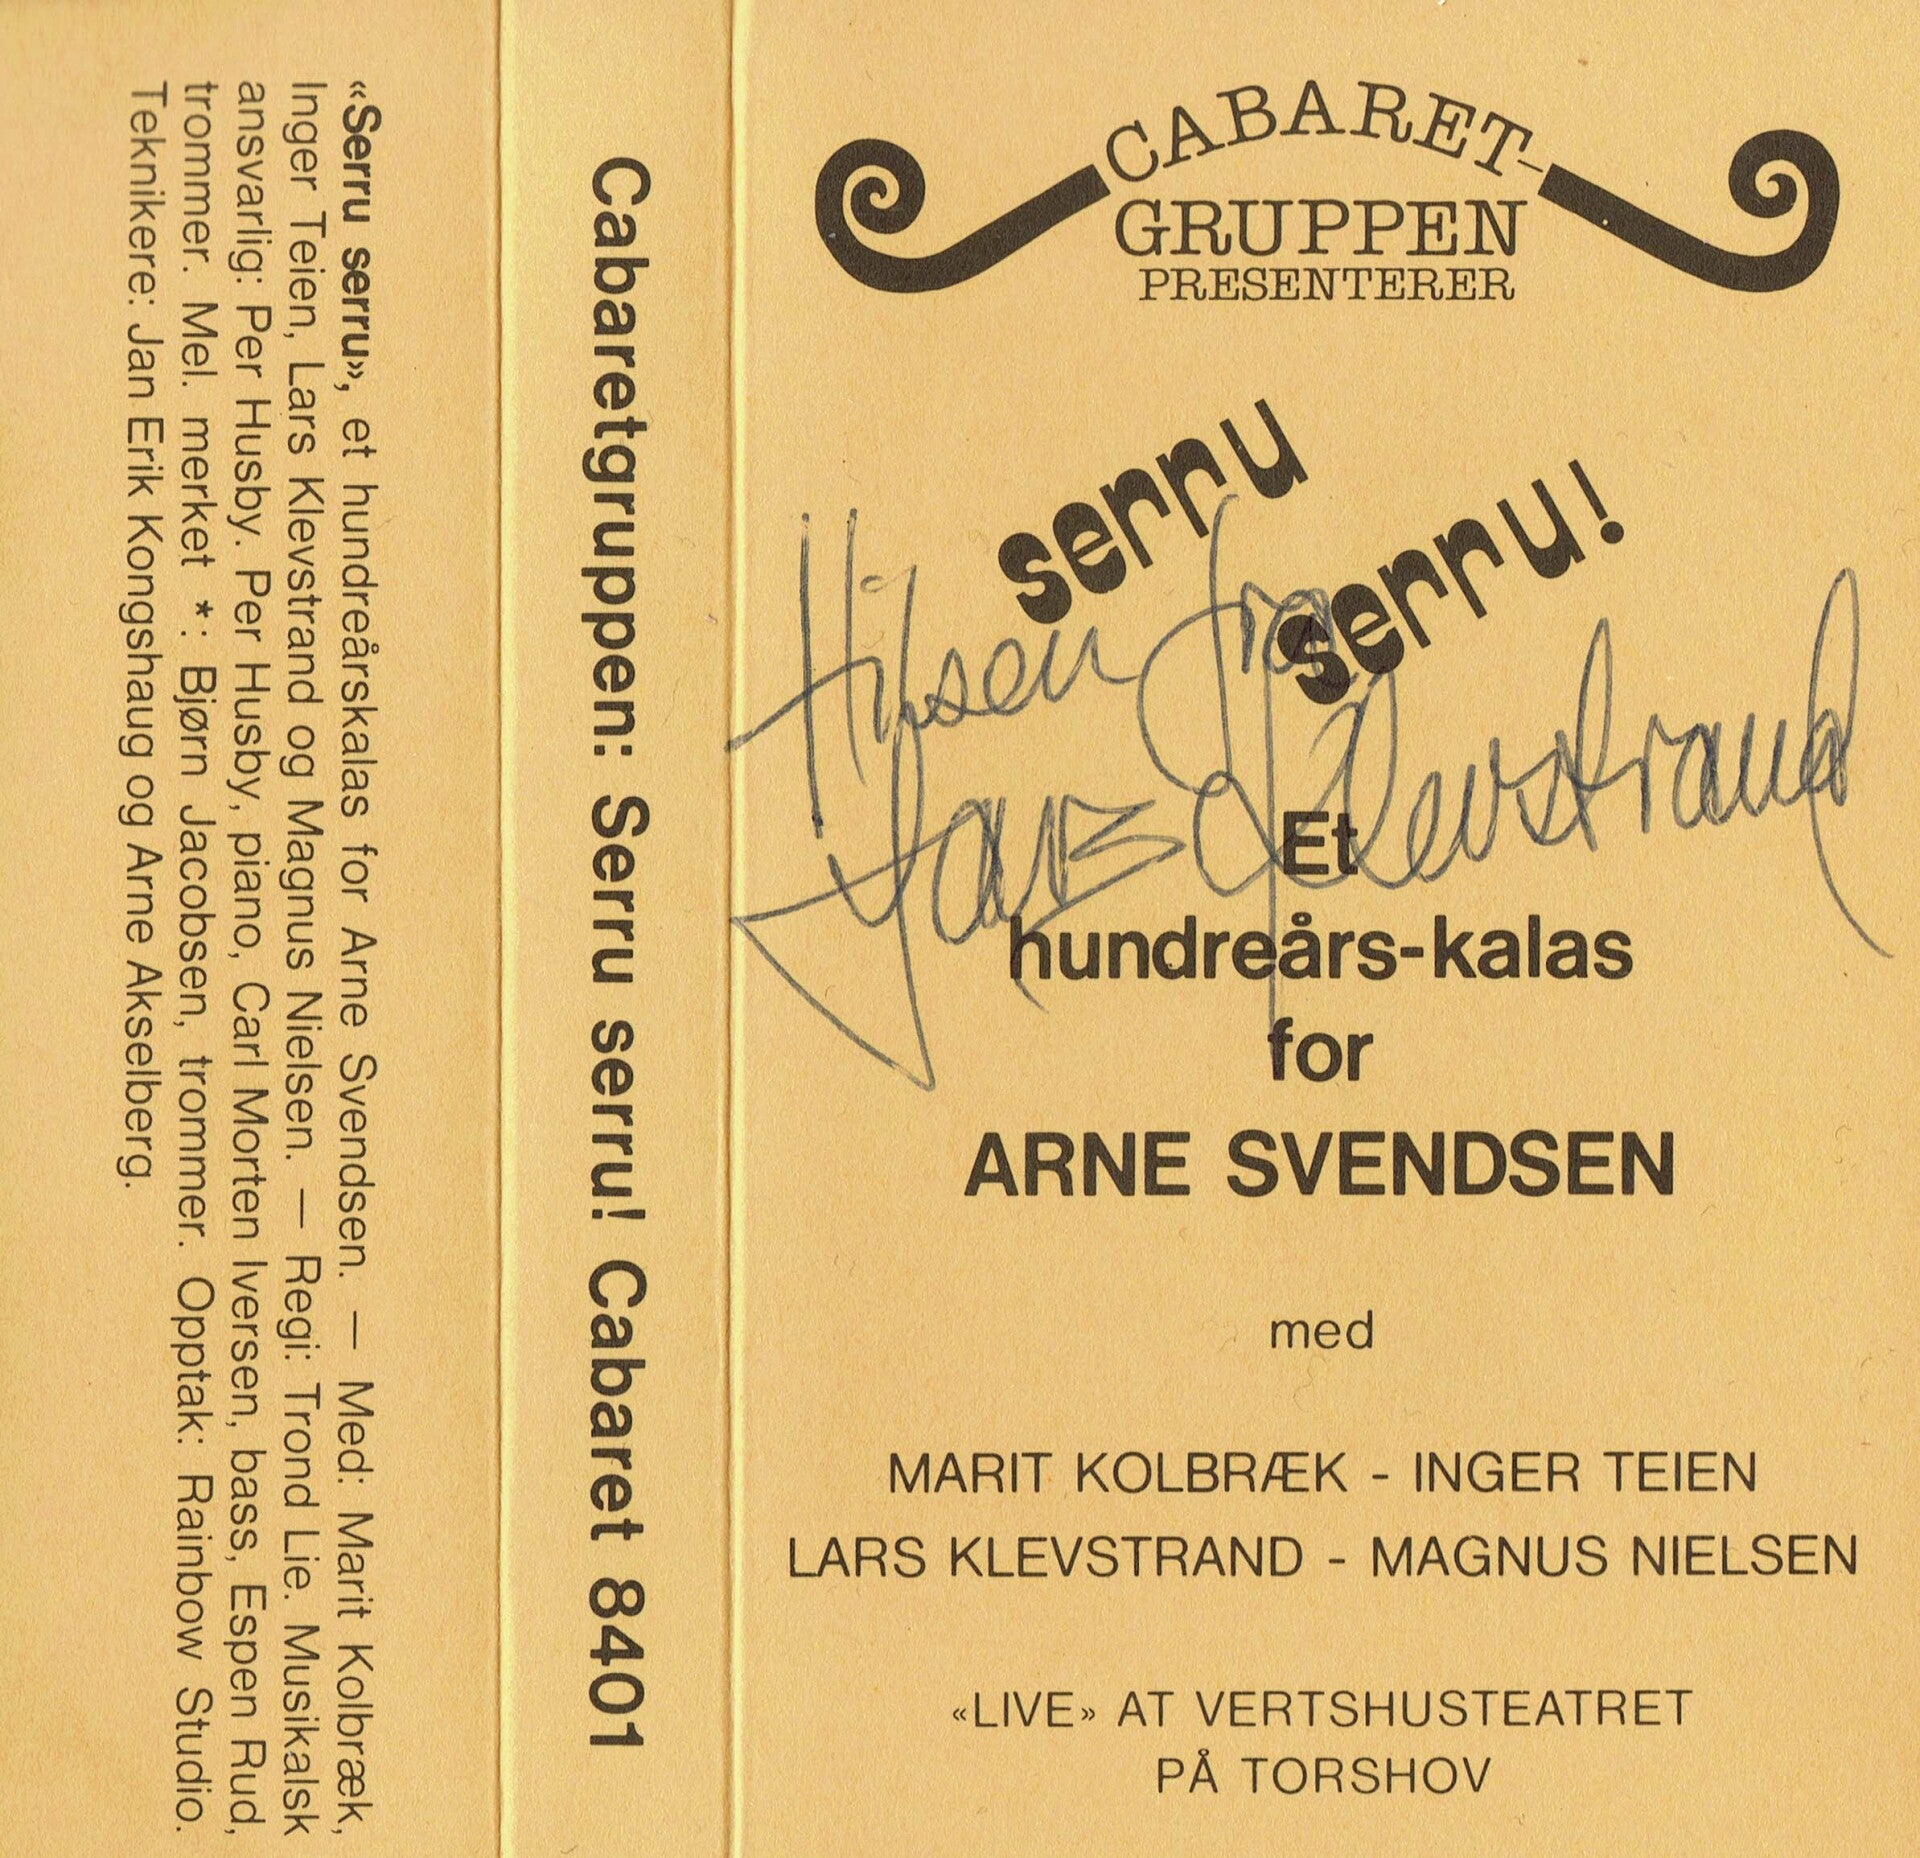 «Serru serru», et hundreårskalas for Arne Svendsen. — Med: Marit Kolbræk,
Inger Teien, Lars Klevstrand og Magnus Nielsen. — Regi: Trond Lie. Musikalsk
ansvarlig: Per Husby. Per Husby, piano, Carl Morten Iversen, bass, Espen Rud,
trommer. Mel. merket *: Bjørn Jacobsen, trommer. Opptak: Rainbow Studio.
Teknikere: Jan Erik Kongshaug og Arne Akselberg.
Cabaretgruppen: Serru serru! Cabaret 8401
CABARET-
GRUPPEN
PRESENTERER
serru
serru!
Hilsen fra
Lars Klevstrand
Et
hundreårs-kalas
for
ARNE SVENDSEN
med
MARIT KOLBRÆK - INGER TEIEN
LARS KLEVSTRAND - MAGNUS NIELSEN
«LIVE» AT VERTSHUSTEATRET
PÅ TORSHOV